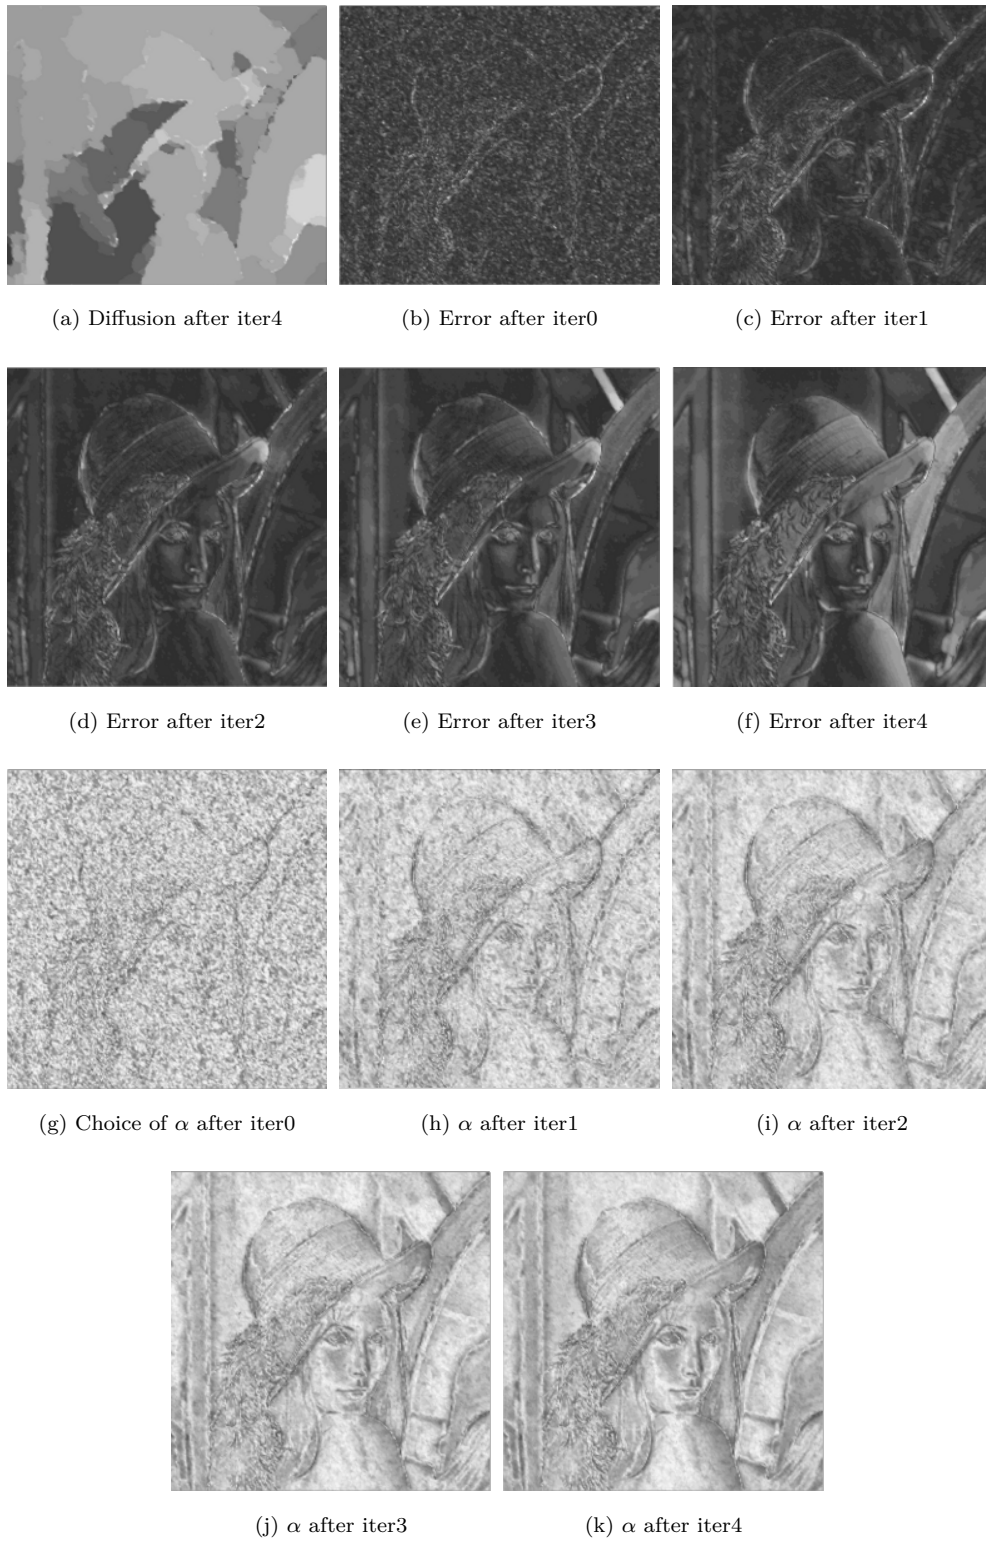 (a) Diffusion after iter4
(b) Error after iter0
(c) Error after iter1
(d) Error after iter2
(e) Error after iter3
(f) Error after iter4
(g) Choice of α after iter0
(h) α after iter1
(i) α after iter2
(j) α after iter3
(k) α after iter4